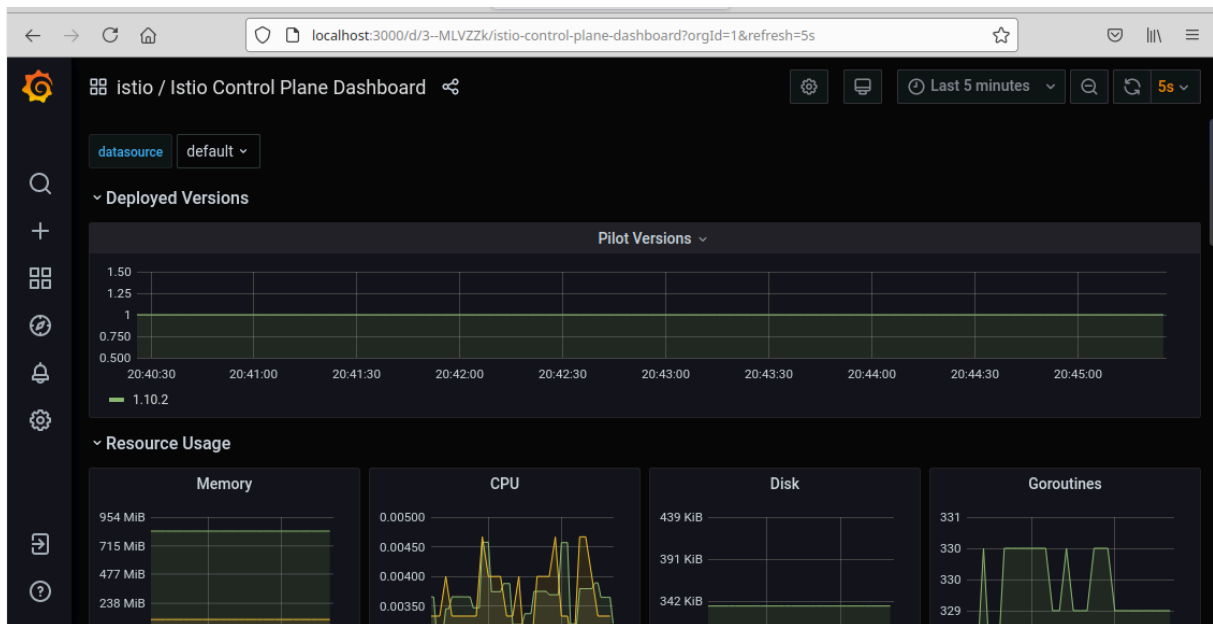 localhost:3000/d/3--MLVZZk/istio-control-plane-dashboard?orgId=1&refresh=5s
istio / Istio Control Plane Dashboard
Last 5 minutes
5s
datasource
default
Deployed Versions
Pilot Versions
1.50
1.25
1
0.750
0.500
20:40:30 20:41:00 20:41:30 20:42:00 20:42:30 20:43:00 20:43:30 20:44:00 20:44:30 20:45:00
1.10.2
Resource Usage
Memory
954 MiB
715 MiB
477 MiB
238 MiB
CPU
0.00500
0.00450
0.00400
0.00350
Disk
439 KiB
391 KiB
342 KiB
Goroutines
331
330
330
329